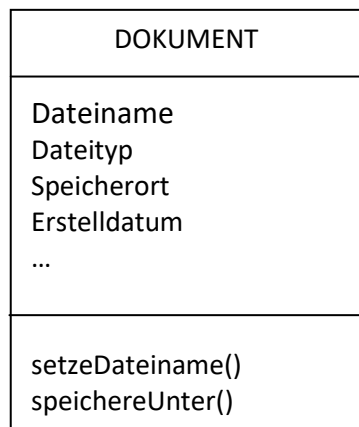 DOKUMENT
Dateiname
Dateityp
Speicherort
Erstelldatum
...
setzeDateiname()
speichereUnter()